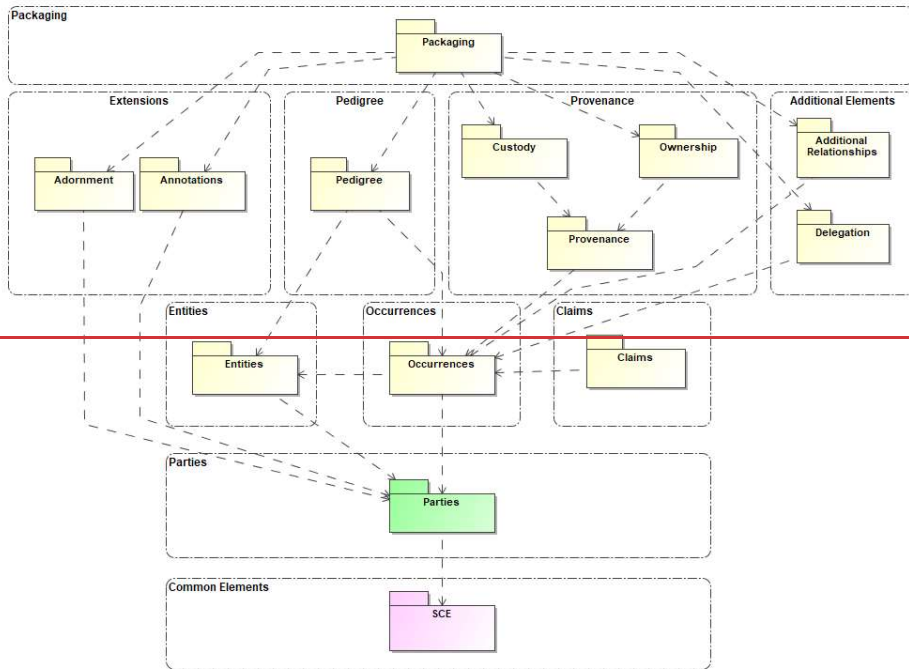 Packaging
Packaging
Extensions
Pedigree
Provenance
Additional Elements
Custody
Ownership
Additional
Relationships
Adornment
Annotations
Pedigree
Provenance
Delegation
Entities
Occurrences
Claims
Entities
Occurrences
Claims
Parties
Parties
Common Elements
SCE